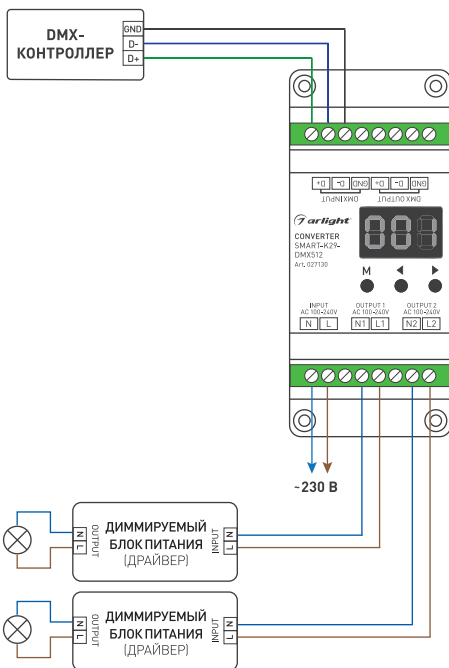 DMX-
КОНТРОЛЛЕР
GND
D-
D+
D+ D- GND D+ D- GND
DMX INPUT DMX OUTPUT
arlight
CONVERTER
SMART-K29-
DMX512
Art. 027130
001
M
INPUT
AC 100-240V
N L
OUTPUT 1
AC 100-240V
N1 L1
OUTPUT 2
AC 100-240V
N2 L2
~230 В
OUTPUT
N
L
ДИММИРУЕМЫЙ
БЛОК ПИТАНИЯ
(ДРАЙВЕР)
INPUT
N
L
OUTPUT
N
L
ДИММИРУЕМЫЙ
БЛОК ПИТАНИЯ
(ДРАЙВЕР)
INPUT
N
L